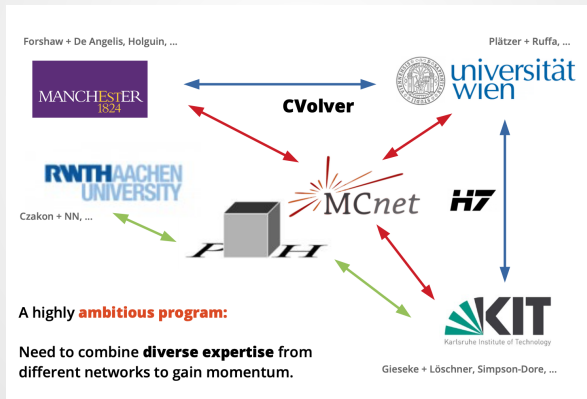 Forshaw + De Angelis, Holguin, ...
Plätzer + Ruffa, ...
MANCHESTER
1824
CVolver
universität
wien
RWTHAACHEN
UNIVERSITY
Czakon + NN, ...
MCnet
H7
P H
A highly ambitious program:
Need to combine diverse expertise from
different networks to gain momentum.
KIT
Karlsruhe Institute of Technology
Gieseke + Löschner, Simpson-Dore, ...